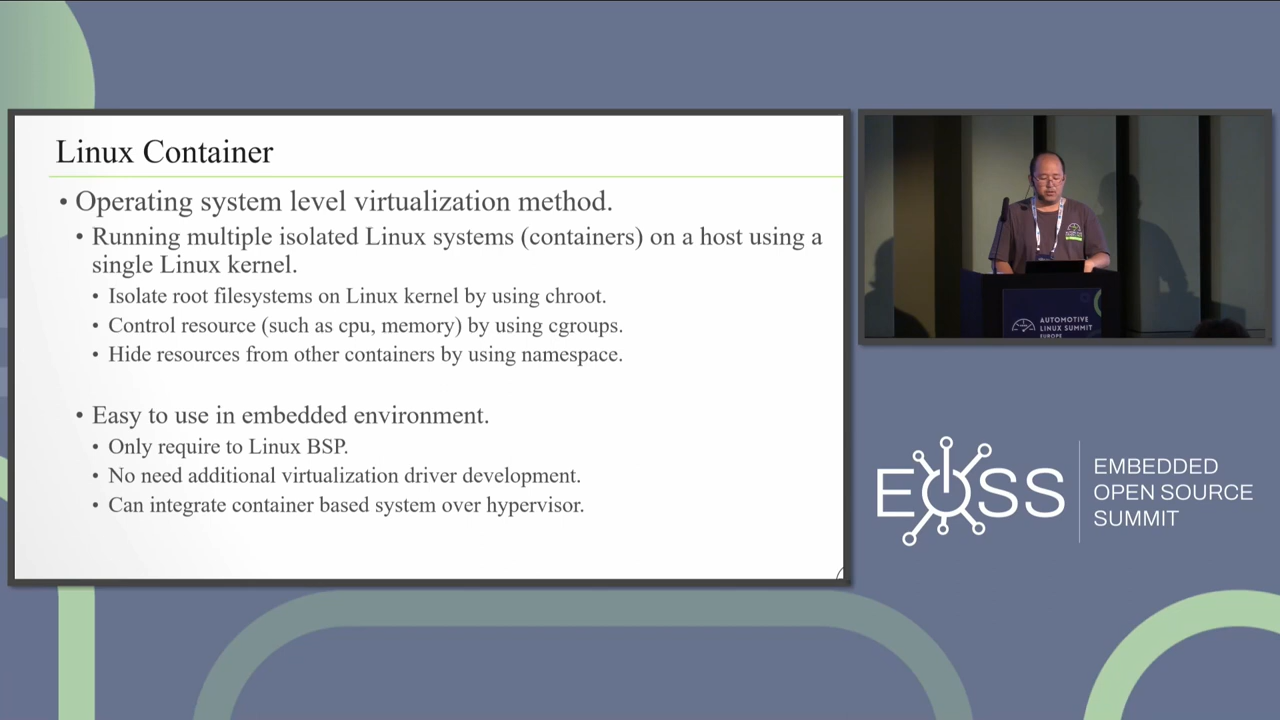 Linux Container
• Operating system level virtualization method.
• Running multiple isolated Linux systems (containers) on a host using a
single Linux kernel.
• Isolate root filesystems on Linux kernel by using chroot.
• Control resource (such as cpu, memory) by using cgroups.
• Hide resources from other containers by using namespace.
• Easy to use in embedded environment.
• Only require to Linux BSP.
• No need additional virtualization driver development.
• Can integrate container based system over hypervisor.
AUTOMOTIVE
LINUX SUMMIT
EUROPE
EOSS
EMBEDDED
OPEN SOURCE
SUMMIT